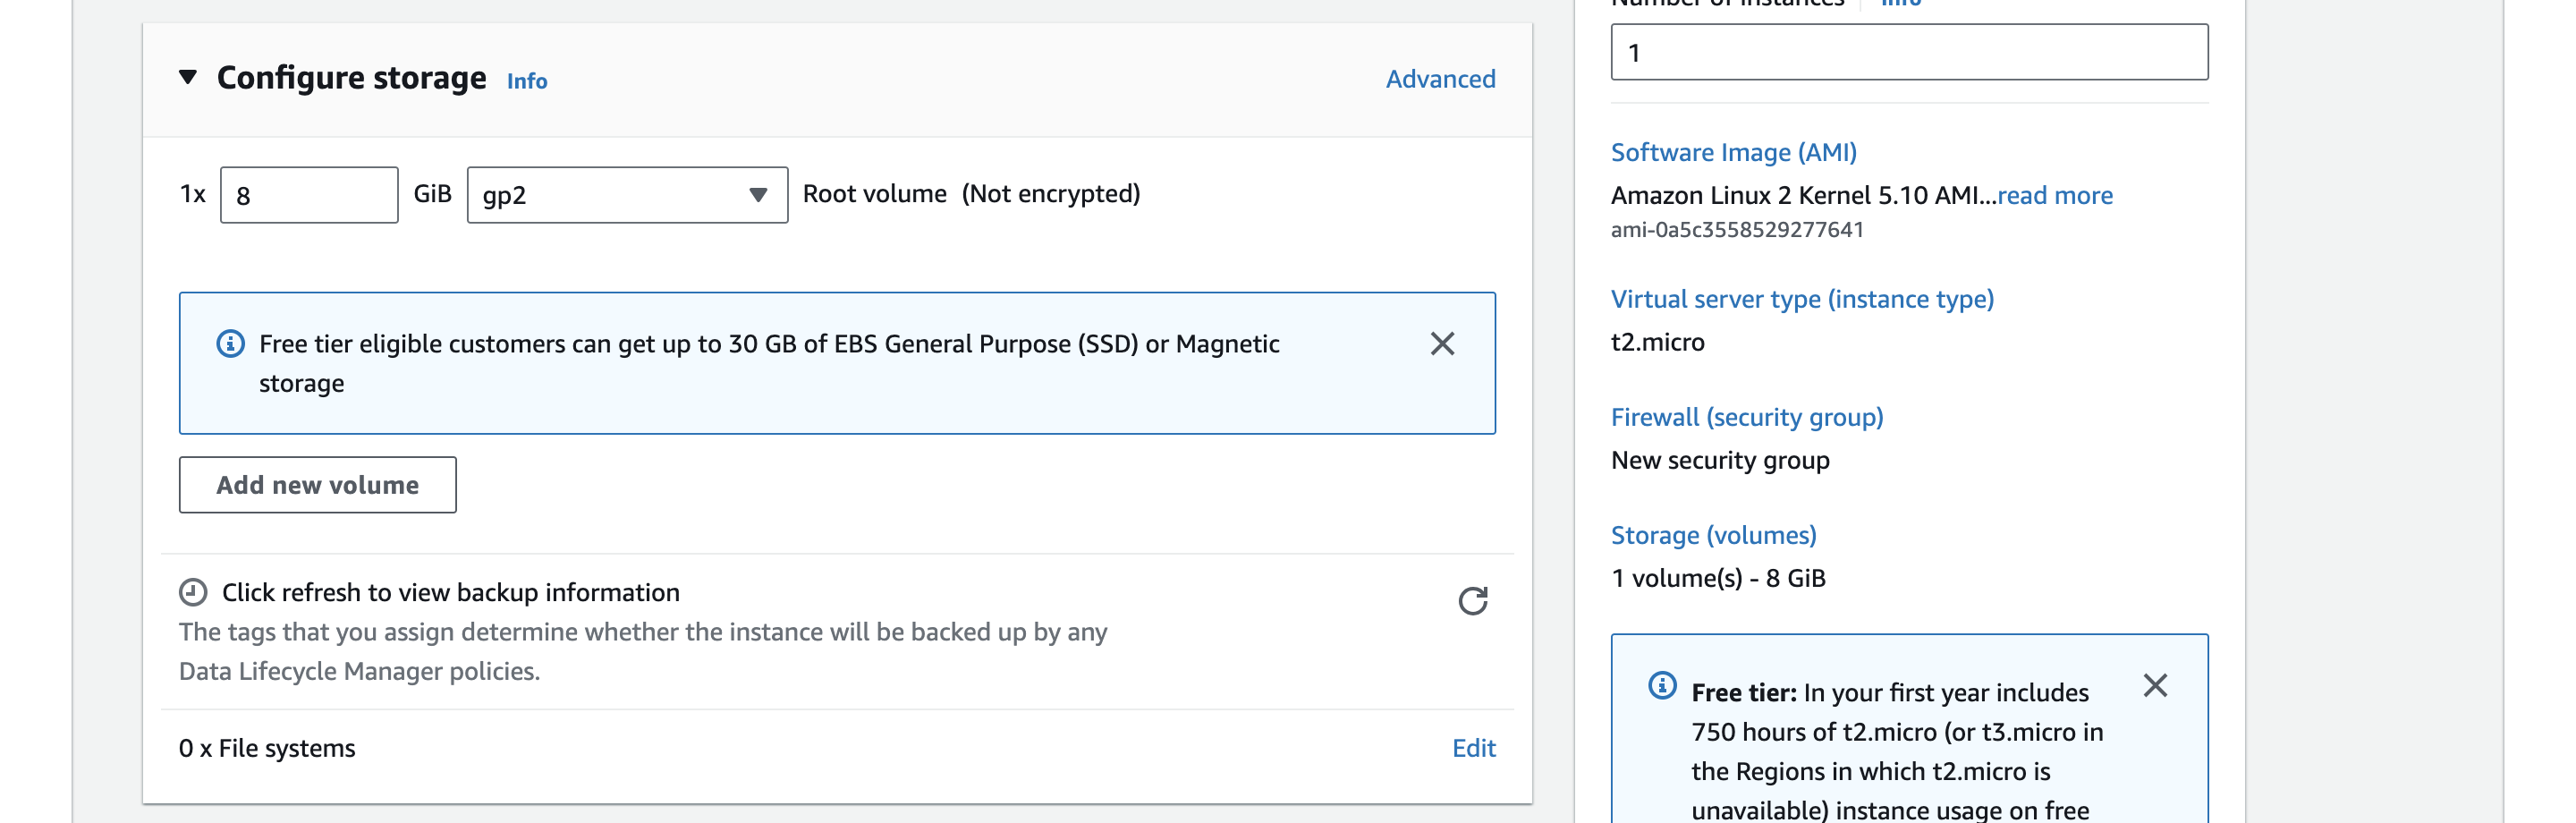 Configure storage Info
Advanced
1x 8 GiB gp2 Root volume (Not encrypted)
Free tier eligible customers can get up to 30 GB of EBS General Purpose (SSD) or Magnetic
storage
Add new volume
Click refresh to view backup information
The tags that you assign determine whether the instance will be backed up by any
Data Lifecycle Manager policies.
0 x File systems
Edit
Number of instances Info
1
Software Image (AMI)
Amazon Linux 2 Kernel 5.10 AMI...read more
ami-0a5c3558529277641
Virtual server type (instance type)
t2.micro
Firewall (security group)
New security group
Storage (volumes)
1 volume(s) - 8 GiB
Free tier: In your first year includes
750 hours of t2.micro (or t3.micro in
the Regions in which t2.micro is
unavailable) instance usage on free